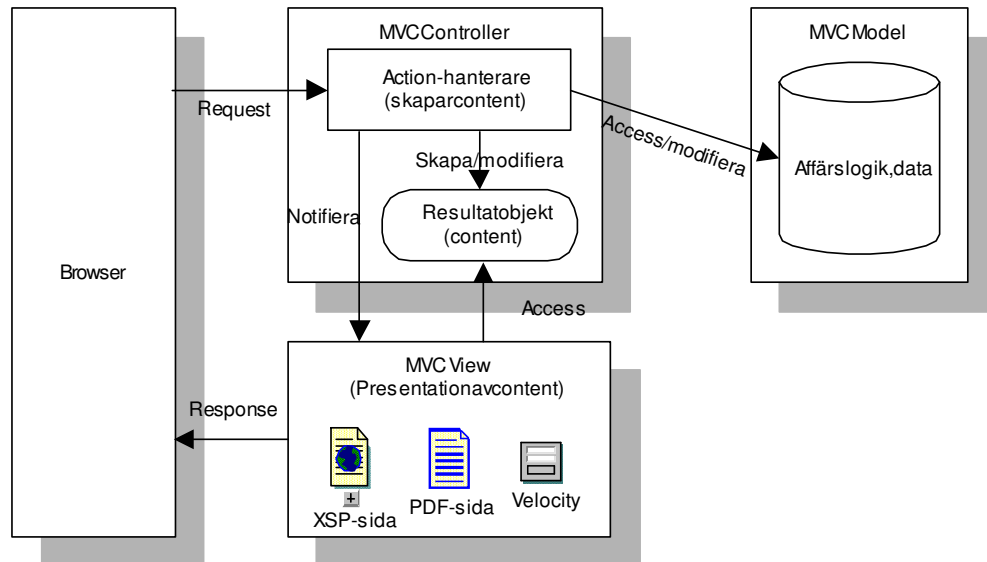 MVCController
MVCModel
Action-hanterare
(skaparcontent)
Request
Access/modifiera
Skapa/modifiera
Affärslogik,data
Resultatobjekt
(content)
Notifiera
Browser
Access
MVCView
(Presentationavcontent)
Response
XSP-sida
PDF-sida
Velocity